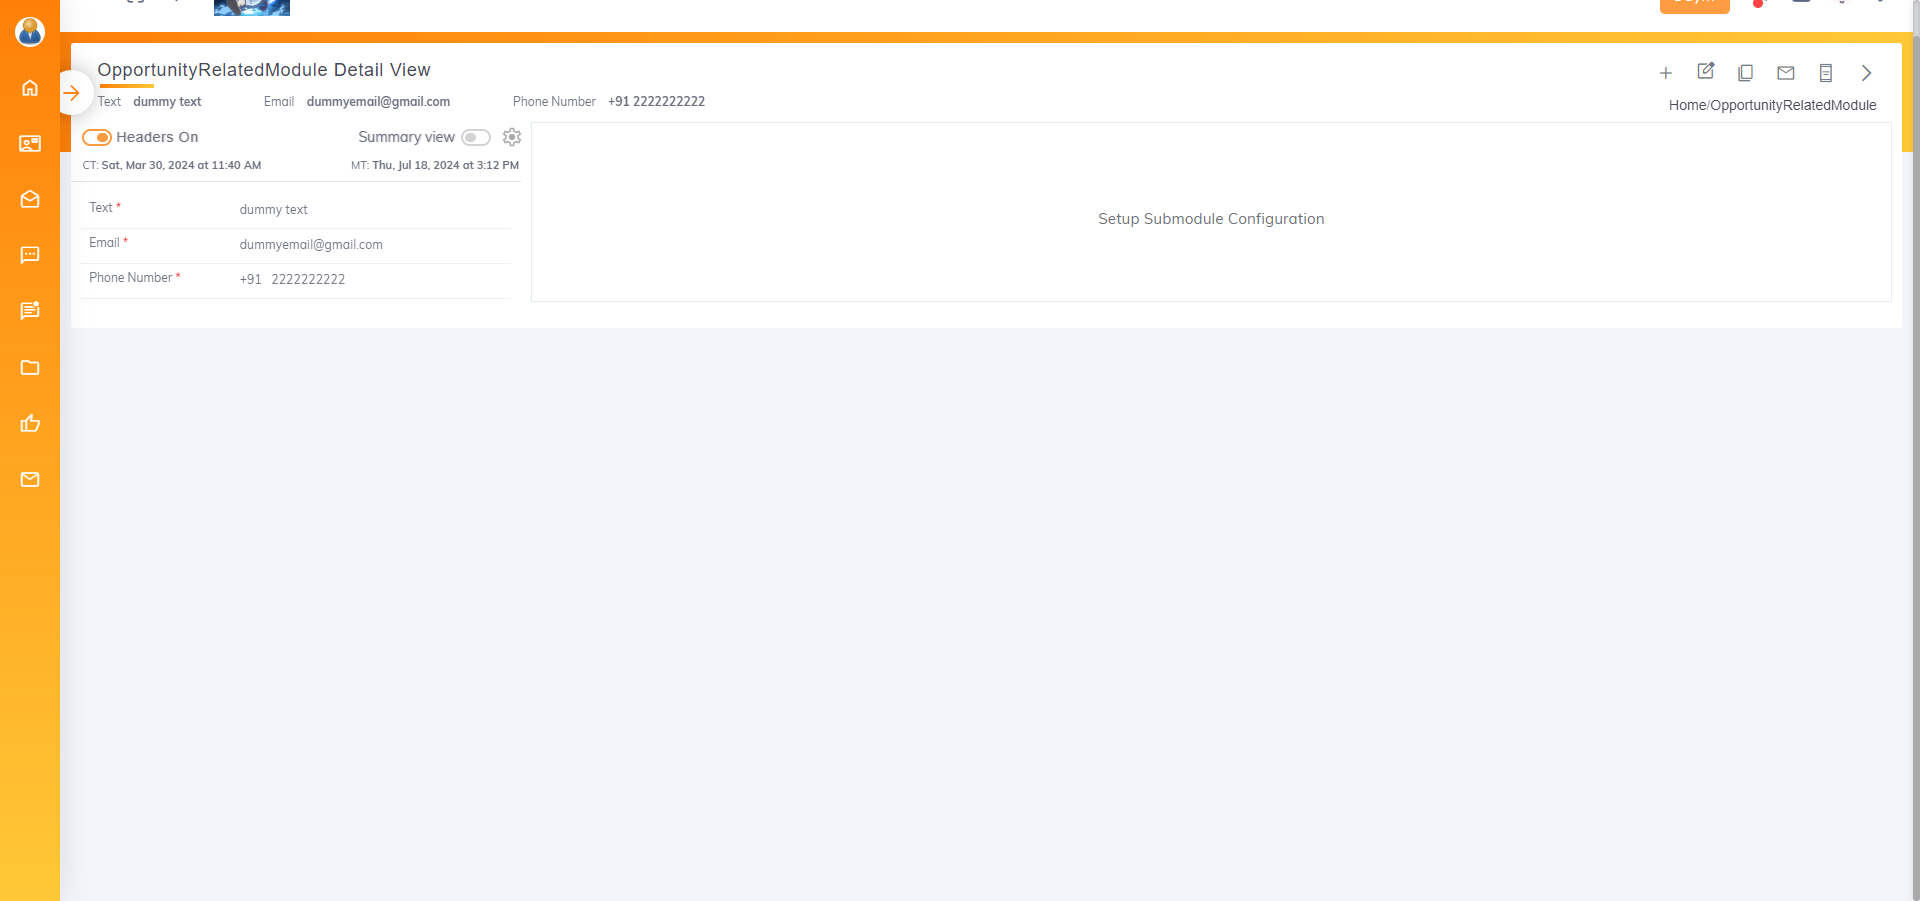 OpportunityRelatedModule Detail View
Text dummy text Email dummyemail@gmail.com Phone Number +91 2222222222
Home/OpportunityRelatedModule
Headers On Summary view
CT: Sat, Mar 30, 2024 at 11:40 AM MT: Thu, Jul 18, 2024 at 3:12 PM
Text * dummy text
Email * dummyemail@gmail.com
Phone Number * +91 2222222222
Setup Submodule Configuration